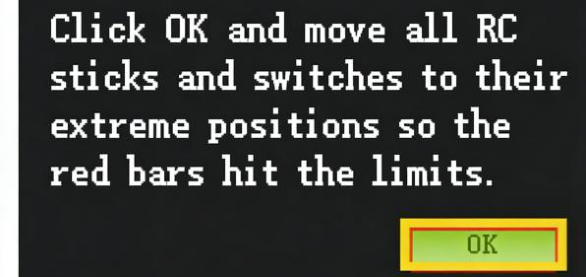 Click OK and move all RC
sticks and switches to their
extreme positions so the
red bars hit the limits.
OK